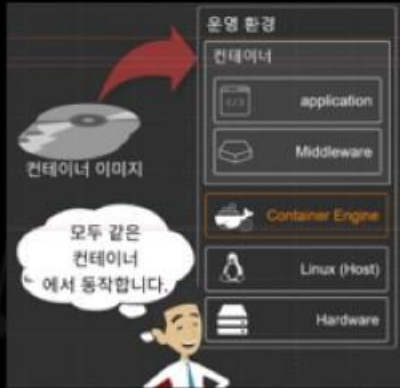 운영 환경
컨테이너
application
Middleware
컨테이너 이미지
Container Engine
모두 같은
컨테이너
에서 동작합니다.
Linux (Host)
Hardware